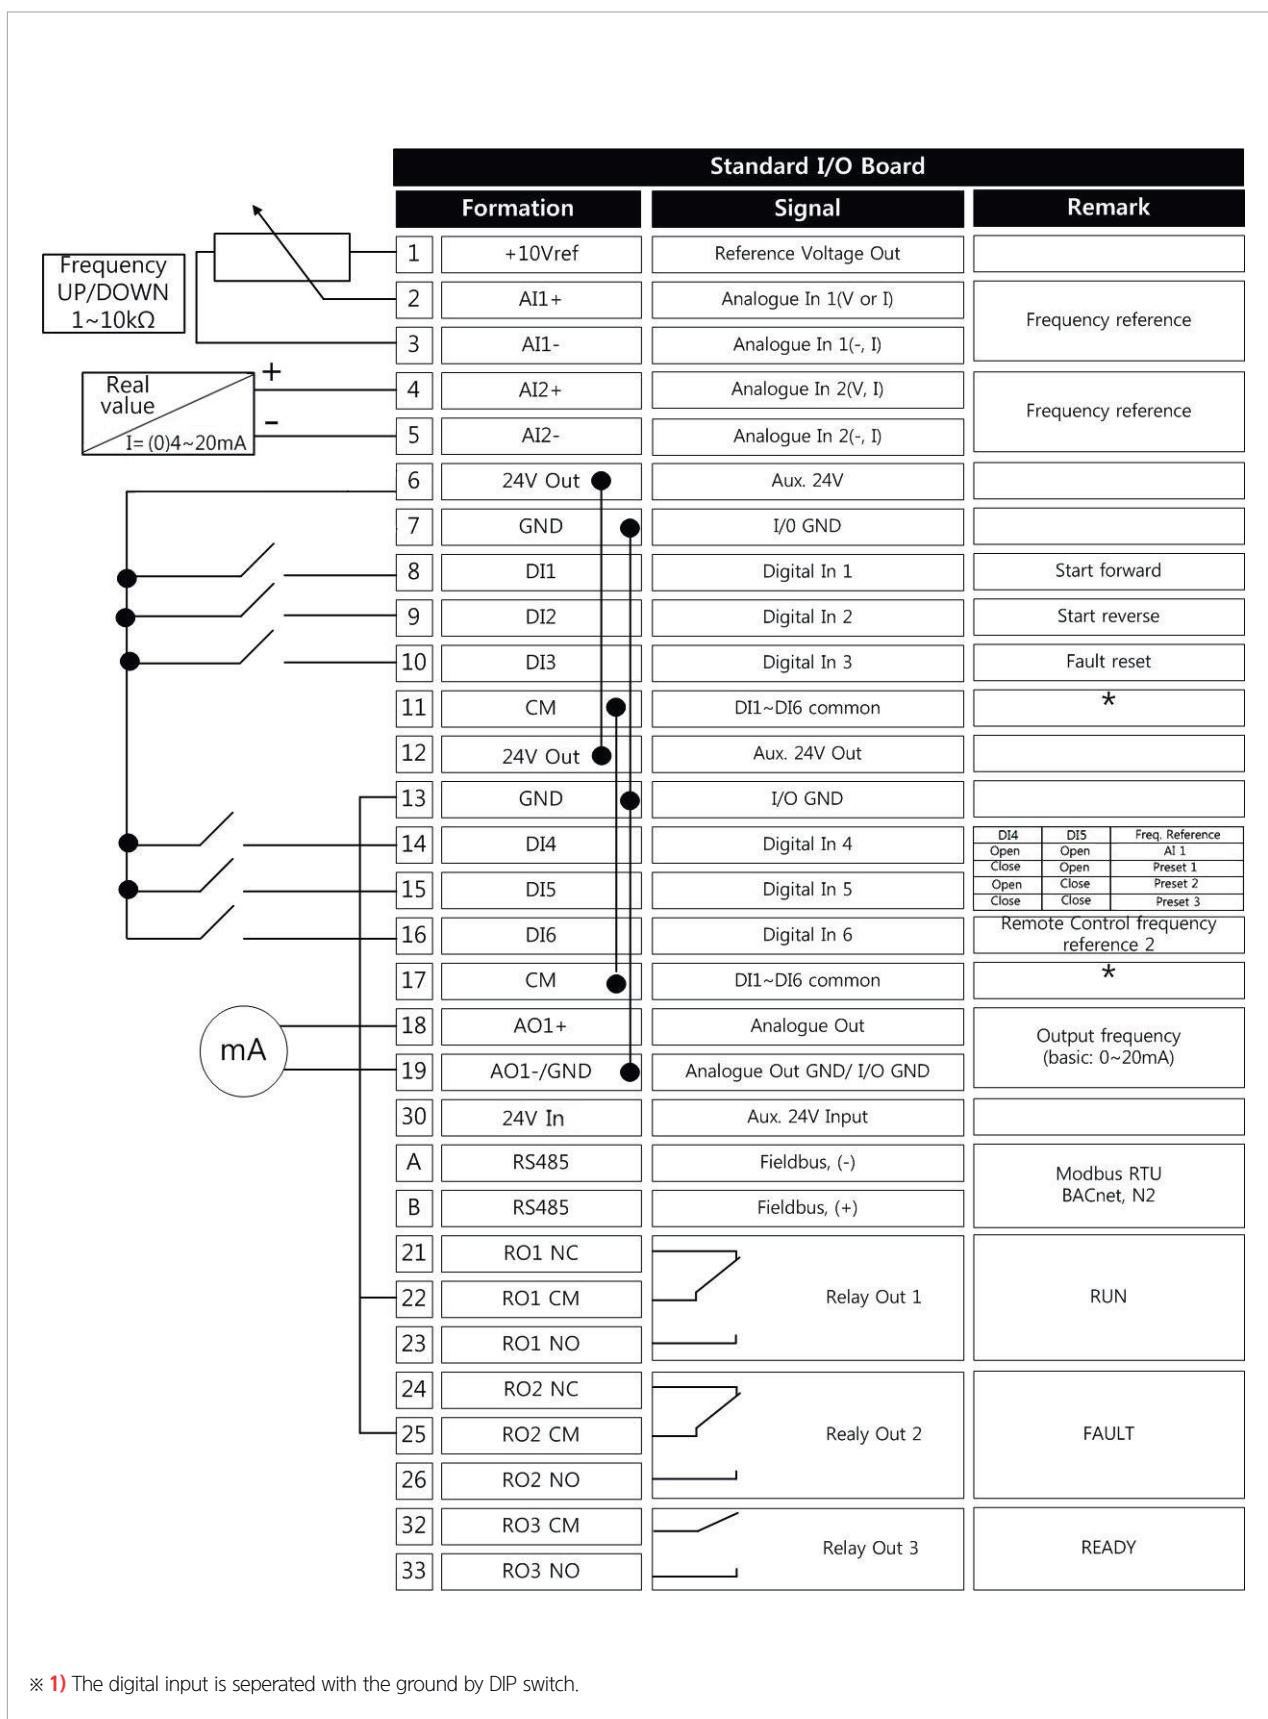 Standard I/O Board
Formation Signal Remark
Frequency
UP/DOWN
1~10kΩ
1 +10Vref Reference Voltage Out
2 AI1+ Analogue In 1(V or I)
Frequency reference
3 AI1- Analogue In 1(-, I)
Real
value
I= (0)4~20mA
+
-
4 AI2+ Analogue In 2(V, I)
Frequency reference
5 AI2- Analogue In 2(-, I)
6 24V Out Aux. 24V
7 GND I/0 GND
8 DI1 Digital In 1 Start forward
9 DI2 Digital In 2 Start reverse
10 DI3 Digital In 3 Fault reset
11 CM DI1~DI6 common *
12 24V Out Aux. 24V Out
13 GND I/O GND
14 DI4 Digital In 4
DI4 DI5 Freq. Reference
Open Open AI 1
Close Open Preset 1
Open Close Preset 2
Close Close Preset 3
15 DI5 Digital In 5
16 DI6 Digital In 6 Remote Control frequency
reference 2
17 CM DI1~DI6 common *
mA
18 AO1+ Analogue Out
Output frequency
(basic: 0~20mA)
19 AO1-/GND Analogue Out GND/ I/O GND
30 24V In Aux. 24V Input
A RS485 Fieldbus, (-)
Modbus RTU
BACnet, N2
B RS485 Fieldbus, (+)
21 RO1 NC
22 RO1 CM Relay Out 1 RUN
23 RO1 NO
24 RO2 NC
25 RO2 CM Realy Out 2 FAULT
26 RO2 NO
32 RO3 CM
Relay Out 3 READY
33 RO3 NO
※ 1) The digital input is seperated with the ground by DIP switch.